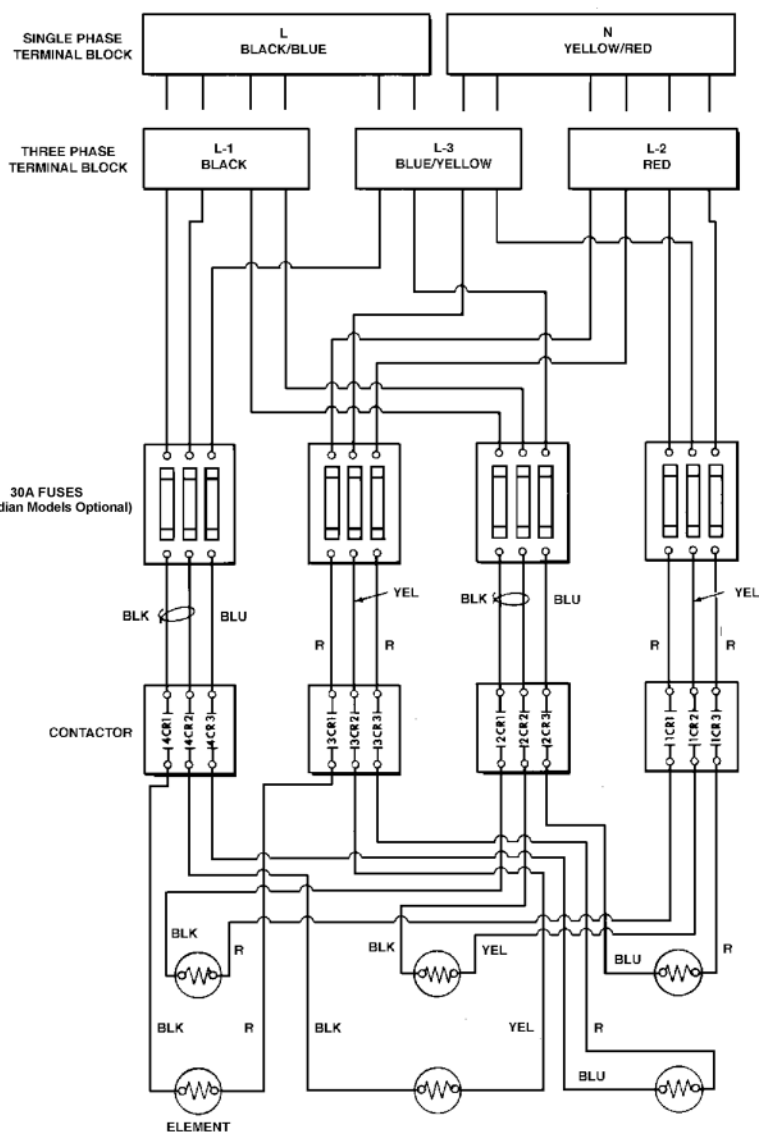 SINGLE PHASE
TERMINAL BLOCK
L
BLACK/BLUE
N
YELLOW/RED
THREE PHASE
TERMINAL BLOCK
L-1
BLACK
L-3
BLUE/YELLOW
L-2
RED
30A FUSES
dian Models Optional)
BLK
BLU
YEL
R
R
BLK
BLU
YEL
R
R
CONTACTOR
4CR1
4CR2
4CR3
3CR1
3CR2
3CR3
2CR1
2CR2
2CR3
1CR1
1CR2
1CR3
BLK
R
BLK
YEL
BLU
R
BLK
R
BLK
YEL
R
BLU
ELEMENT